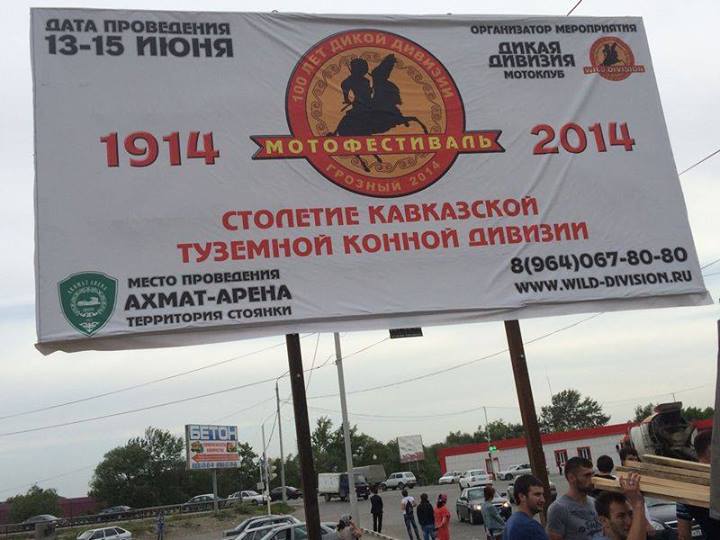 ДАТА ПРОВЕДЕНИЯ
13-15 ИЮНЯ
ОРГАНИЗАТОР МЕРОПРИЯТИЯ
ДИКАЯ
ДИВИЗИЯ
МОТОКЛУБ
WILD DIVISION
100 ЛЕТ ДИКОЙ ДИВИЗИИ
1914
МОТОФЕСТИВАЛЬ
2014
ГРОЗНЫЙ 2014
СТОЛЕТИЕ КАВКАЗСКОЙ
ТУЗЕМНОЙ КОННОЙ ДИВИЗИИ
МЕСТО ПРОВЕДЕНИЯ
АХМАТ-АРЕНА
ТЕРРИТОРИЯ СТОЯНКИ
8(964)067-80-80
WWW.WILD-DIVISION.RU
БЕТОН